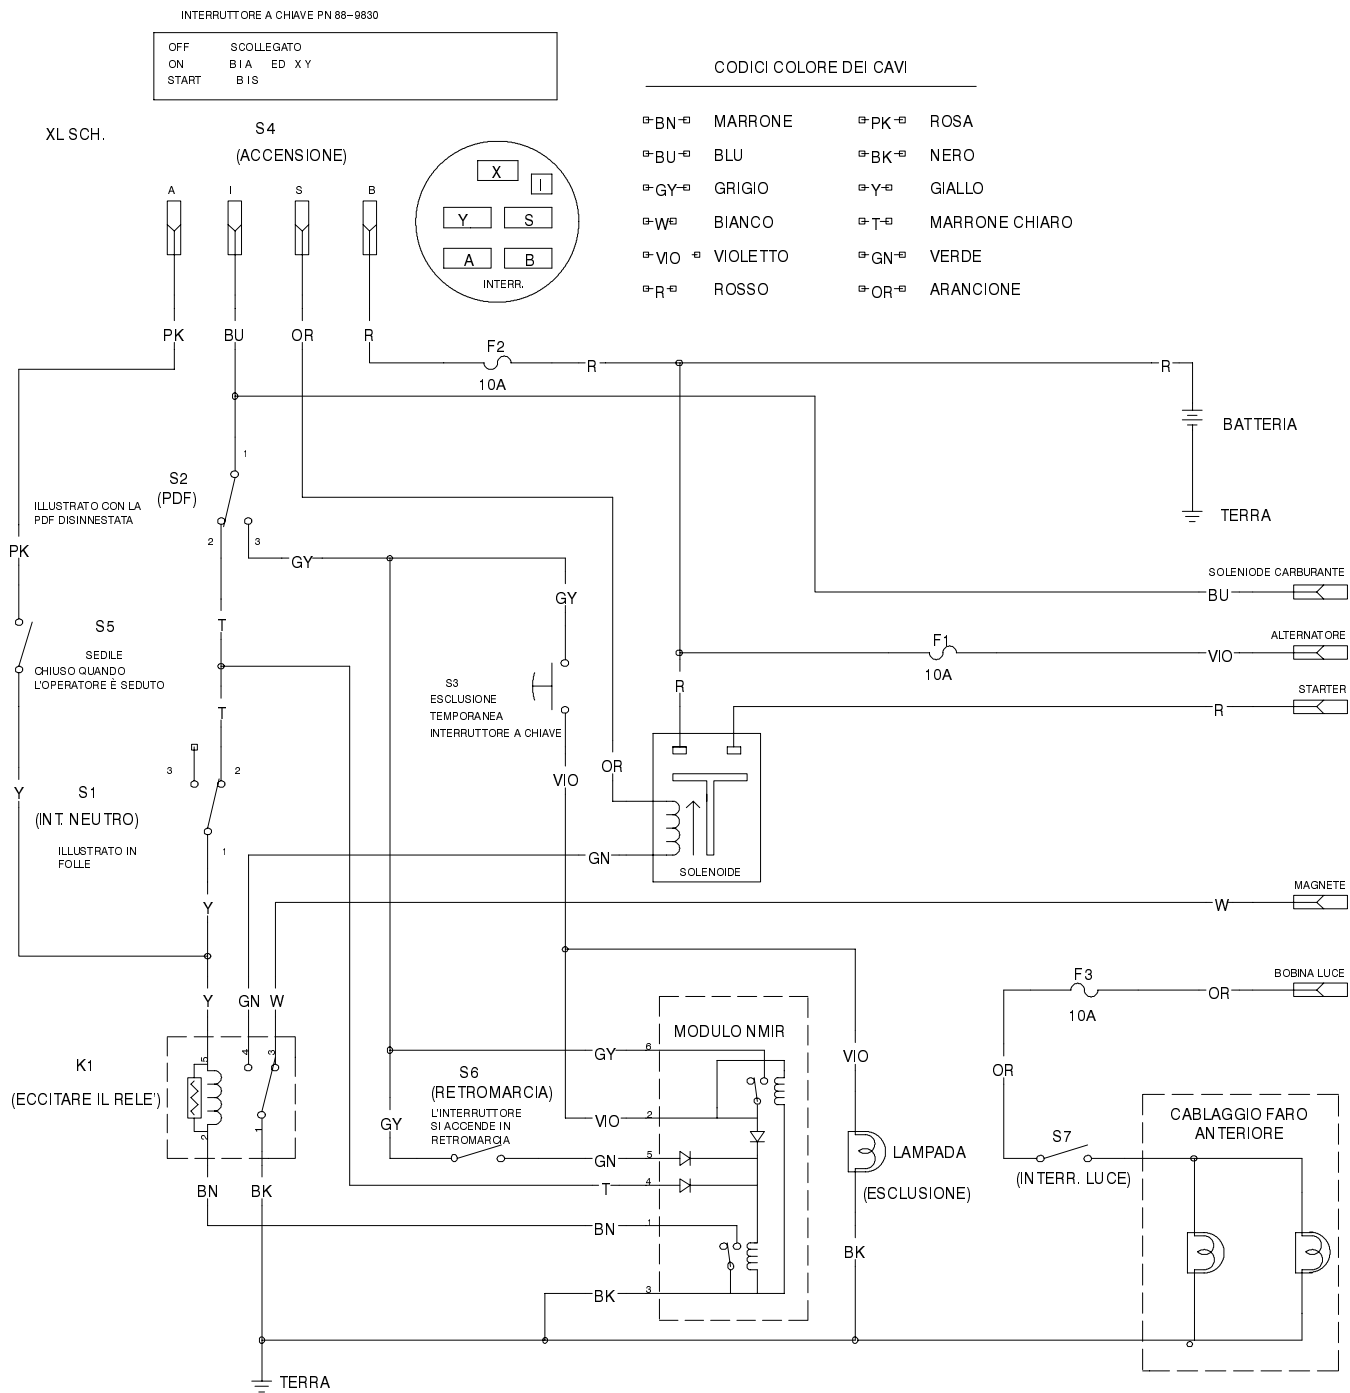 INTERRUTTORE A CHIAVE PN 88-9830
OFF SCOLLEGATO
ON B I A ED X Y
START B I S
CODICI COLORE DEI CAVI
BN MARRONE PK ROSA
BU BLU BK NERO
GY GRIGIO Y GIALLO
W BIANCO T MARRONE CHIARO
VIO VIOLETTO GN VERDE
R ROSSO OR ARANCIONE
XL SCH.
S4
(ACCENSIONE)
A I S B
X
I
Y S
A B
INTERR.
PK BU OR R
F2
10A
R R
BATTERIA
TERRA
1
S2
(PDF)
ILLUSTRATO CON LA
PDF DISINNESTATA
2 3
PK
GY
GY
SOLENIODE CARBURANTE
BU
T
S5
SEDILE
CHIUSO QUANDO
L'OPERATORE È SEDUTO
F1
10A
ALTERNATORE
VIO
S3
ESCLUSIONE
TEMPORANEA
INTERRUTTORE A CHIAVE
R
STARTER
R
T
3 2
VIO
OR
Y
S1
(INT. NEUTRO)
ILLUSTRATO IN
FOLLE
1
GN
SOLENOIDE
MAGNETE
W
Y
Y GN W
F3
10A
BOBINA LUCE
OR
K1
(ECCITARE IL RELE')
5 4 3
2 1
MODULO NMIR
GY 6
S6
(RETROMARCIA)
L'INTERRUTTORE
SI ACCENDE IN
RETROMARCIA
VIO
OR
GY
VIO 2
GN 5
T 4
BN 1
BK 3
BN BK
LAMPADA
(ESCLUSIONE)
BK
S7
(INTERR. LUCE)
CABLAGGIO FARO
ANTERIORE
TERRA